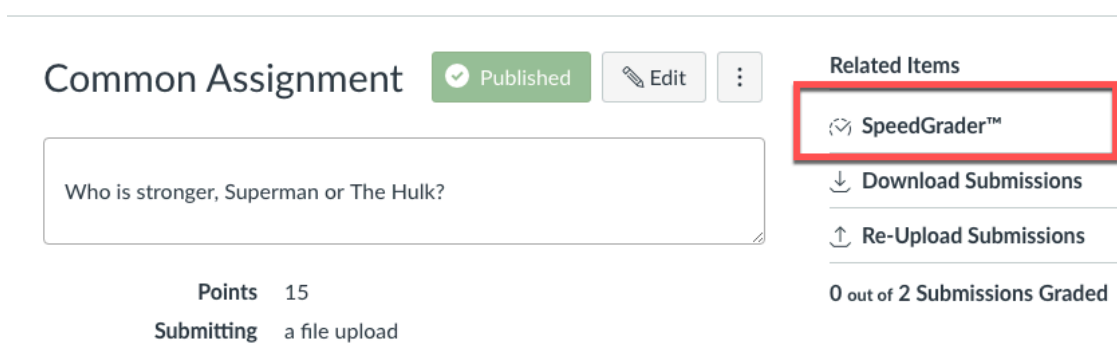 Common Assignment
Published
Edit
Who is stronger, Superman or The Hulk?
Points 15
Submitting a file upload
Related Items
SpeedGrader™
Download Submissions
Re-Upload Submissions
0 out of 2 Submissions Graded